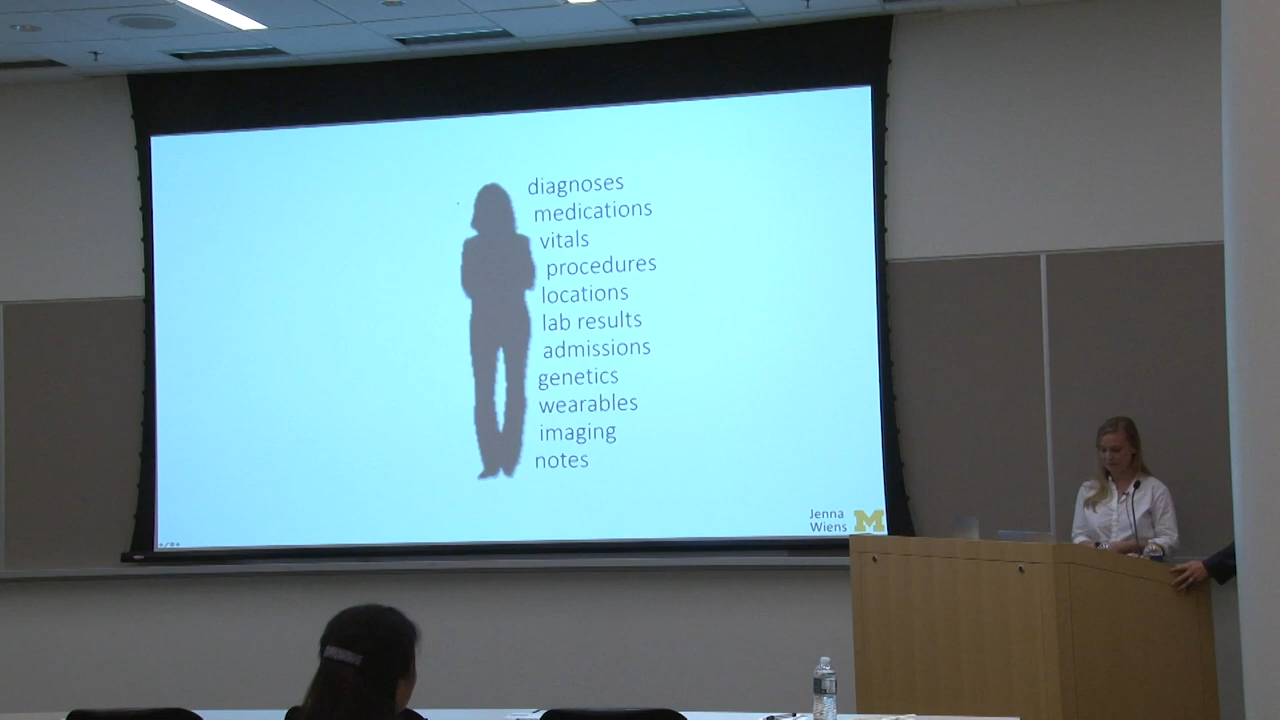 diagnoses
medications
vitals
procedures
locations
lab results
admissions
genetics
wearables
imaging
notes
Jenna
Wiens
M